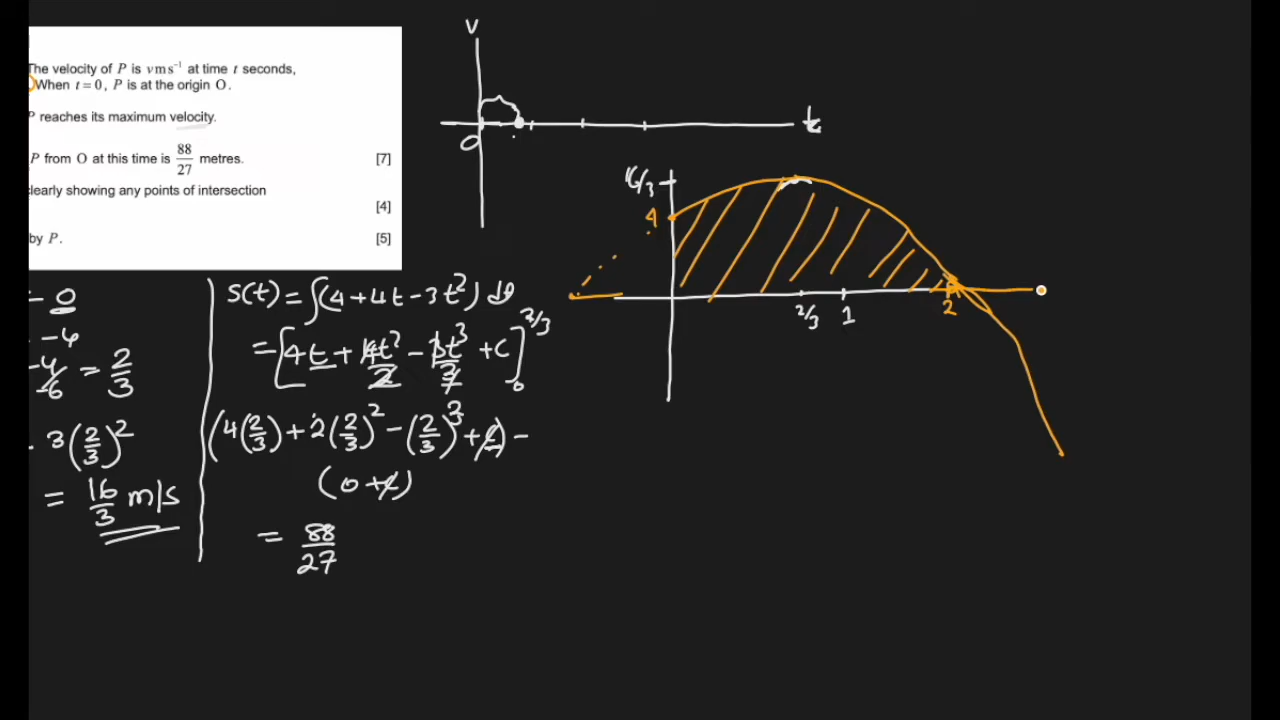 The velocity of P is v m s⁻¹ at time t seconds,
When t = 0, P is at the origin O.
P reaches its maximum velocity.
P from O at this time is 88/27 metres. [7]
learly showing any points of intersection
[4]
by P. [5]
V
O
t
16/3
4
2/3 1 2
- 0
- 4
-4/-6 = 2/3
- 3(2/3)²
= 16/3 m/s
S(t) = ∫(4+4t-3t²) dt
= [4t + 4t²/2 - 3t³/3 + C]₀^2/3
(4(2/3) + 2(2/3)² - (2/3)³ + C) -
(0 + C)
= 88/27